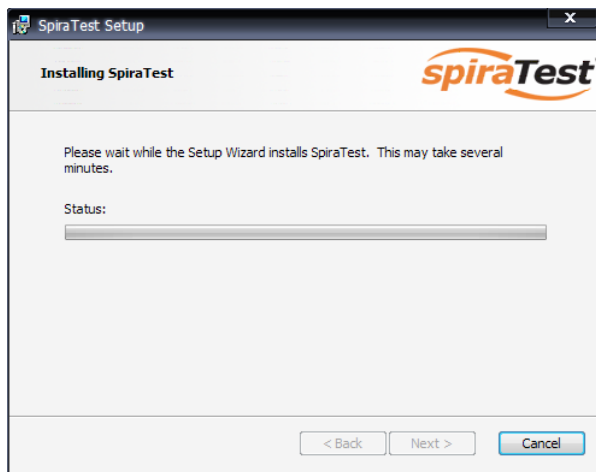 SpiraTest Setup
X
Installing SpiraTest
spiraTest
Please wait while the Setup Wizard installs SpiraTest. This may take several
minutes.
Status:
< Back
Next >
Cancel